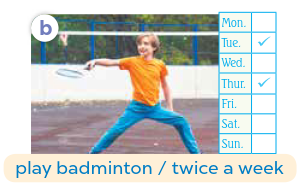 b
Mon.
Tue. ✓
Wed.
Thur. ✓
Fri.
Sat.
Sun.
play badminton / twice a week